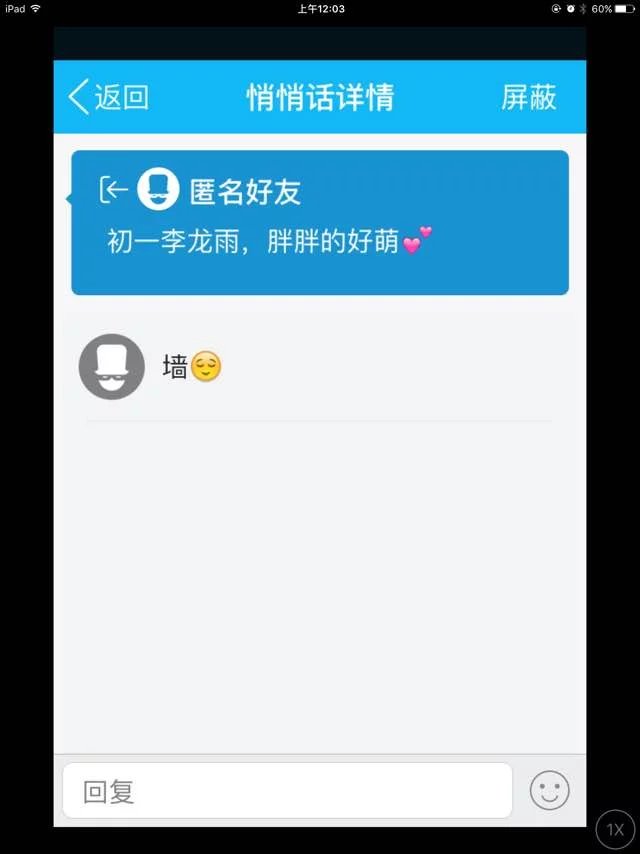 iPad 上午12:03 60%
返回 悄悄话详情 屏蔽
匿名好友
初一李龙雨，胖胖的好萌💕
墙😌
回复
1X